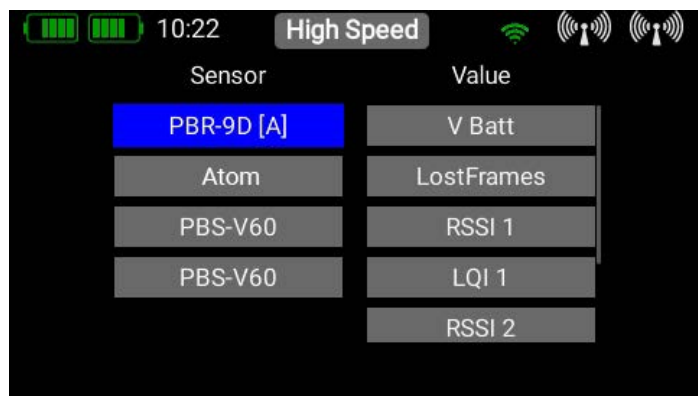 10:22 High Speed
Sensor Value
PBR-9D [A] V Batt
Atom LostFrames
PBS-V60 RSSI 1
PBS-V60 LQI 1
RSSI 2